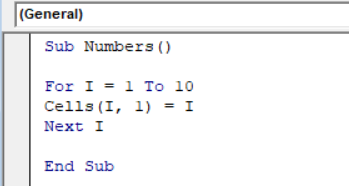 (General)
Sub Numbers()
For I = 1 To 10
Cells(I, 1) = I
Next I
End Sub